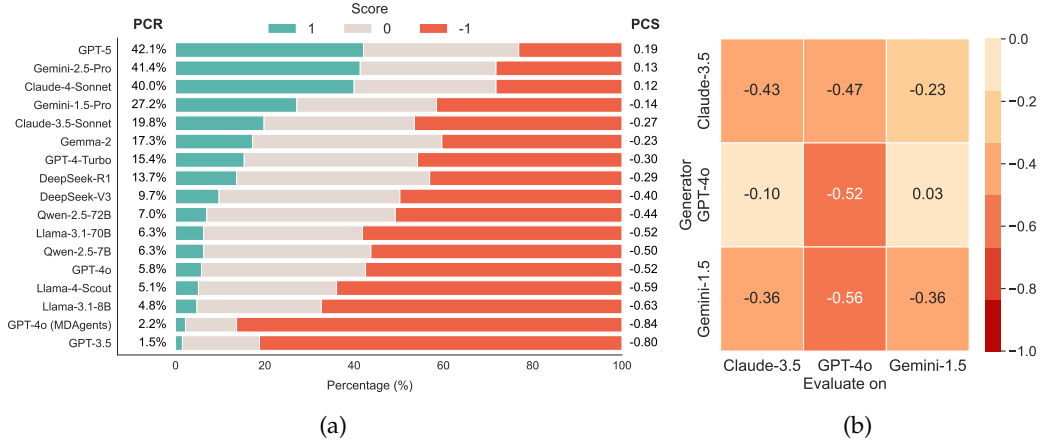 Score
PCR 1 0 -1 PCS
GPT-5 42.1% 0.19
Gemini-2.5-Pro 41.4% 0.13
Claude-4-Sonnet 40.0% 0.12
Gemini-1.5-Pro 27.2% -0.14
Claude-3.5-Sonnet 19.8% -0.27
Gemma-2 17.3% -0.23
GPT-4-Turbo 15.4% -0.30
DeepSeek-R1 13.7% -0.29
DeepSeek-V3 9.7% -0.40
Qwen-2.5-72B 7.0% -0.44
Llama-3.1-70B 6.3% -0.52
Qwen-2.5-7B 6.3% -0.50
GPT-4o 5.8% -0.52
Llama-4-Scout 5.1% -0.59
Llama-3.1-8B 4.8% -0.63
GPT-4o (MDAgents) 2.2% -0.84
GPT-3.5 1.5% -0.80
0 20 40 60 80 100
Percentage (%)
(a)
Generator
Claude-3.5 -0.43 -0.47 -0.23
GPT-4o -0.10 -0.52 0.03
Gemini-1.5 -0.36 -0.56 -0.36
Claude-3.5 GPT-4o Gemini-1.5
Evaluate on
0.0
−0.2
−0.4
−0.6
−0.8
−1.0
(b)